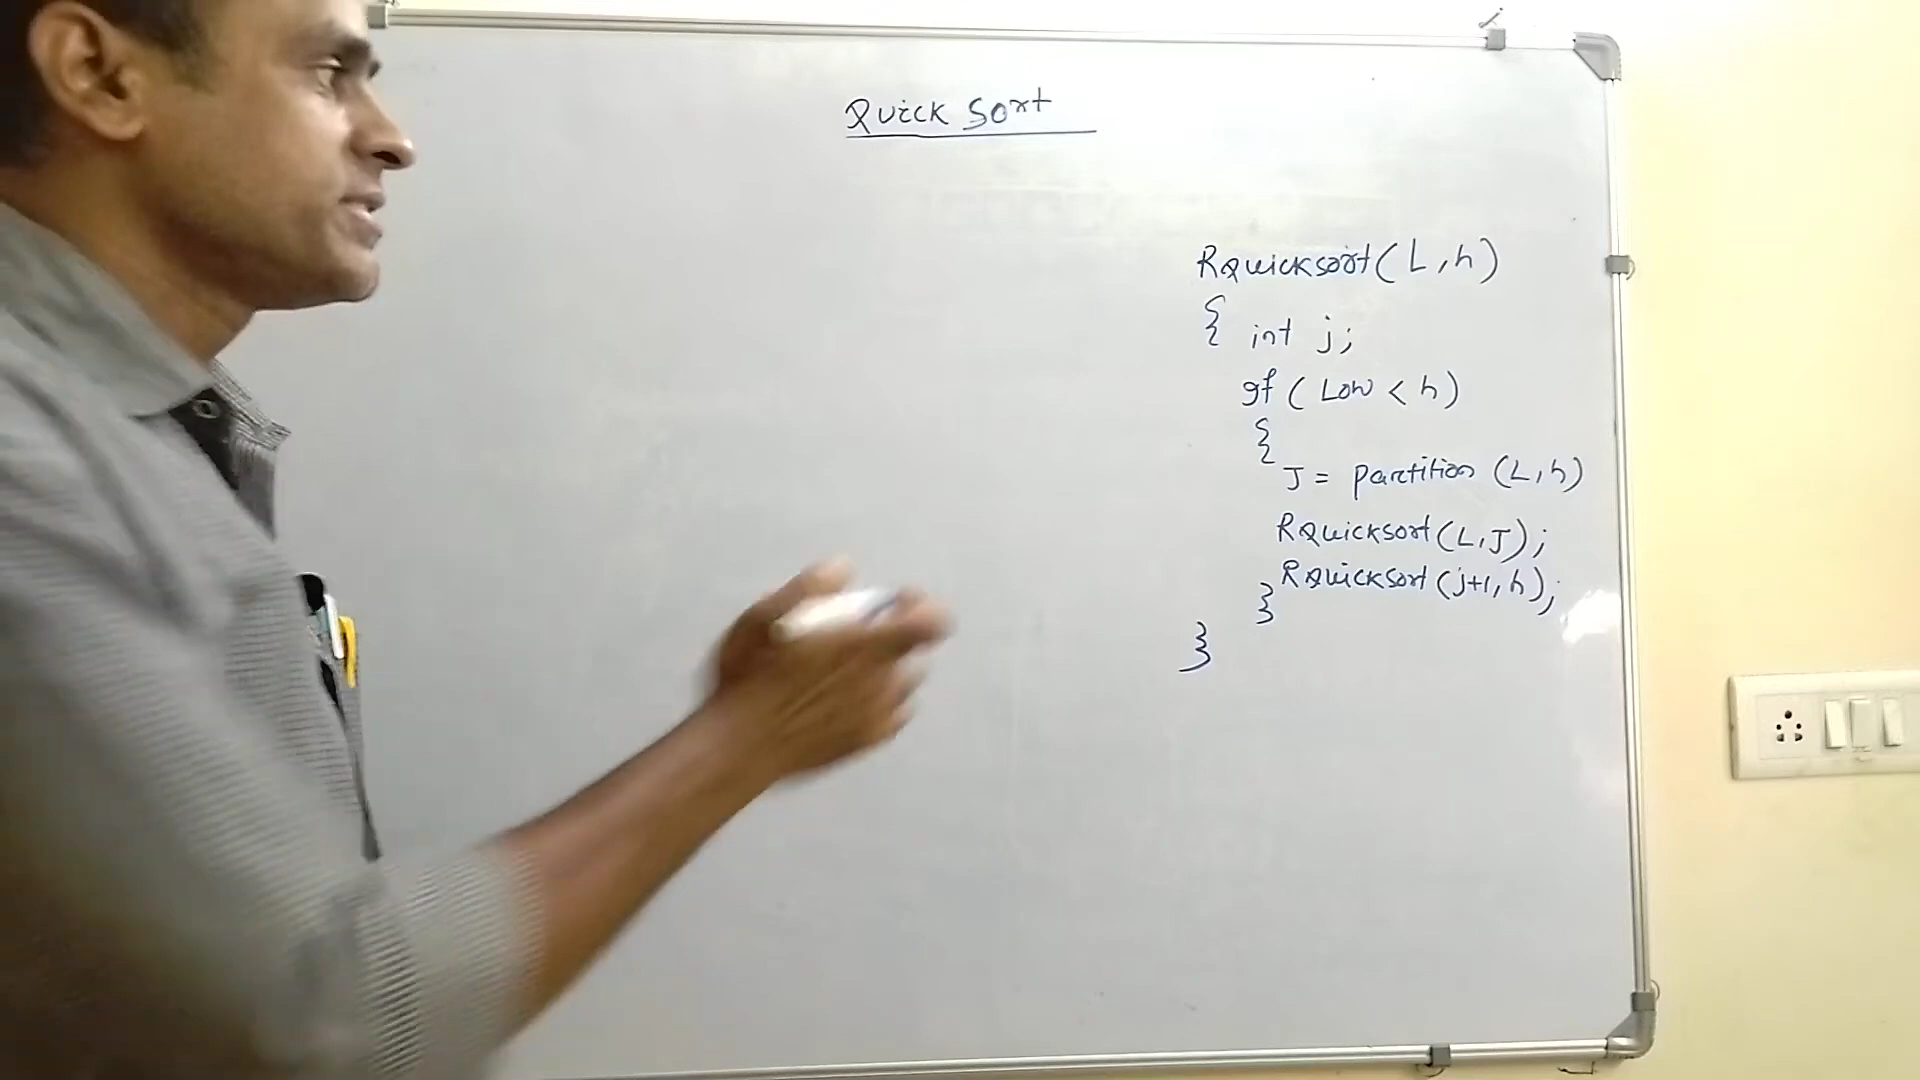 Quick Sort
RQuicksort(L,h)
{ int j;
If (Low < h)
{
J = partition (L,h)
RQuicksort(L,J);
} RQuickSort(j+1,h);
}